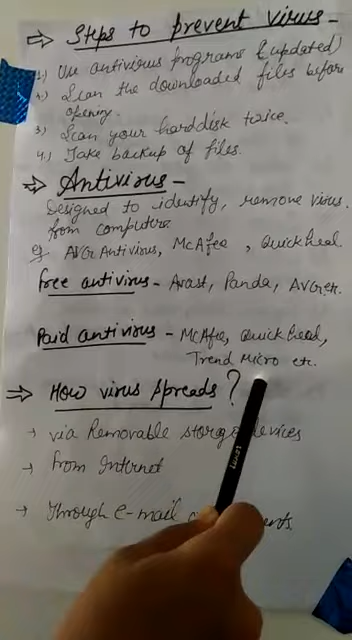 ⇒ Steps to prevent virus -
1.) Use antivirus programs (updated)
2.) Scan the downloaded files before
opening.
3) Scan your harddisk twice.
4.) Take backup of files.
⇒ Antivirus -
Designed to identify, remove virus.
from computers
eg AVG Antivirus, McAfee, Quickheal.
free antivirus - Avast, Panda, AVG etc.
Paid antivirus - McAfee, Quickheal,
Trend Micro etc.
⇒ How virus spreads?
→ via Removable devices
→ from Internet
→ Through e-mail